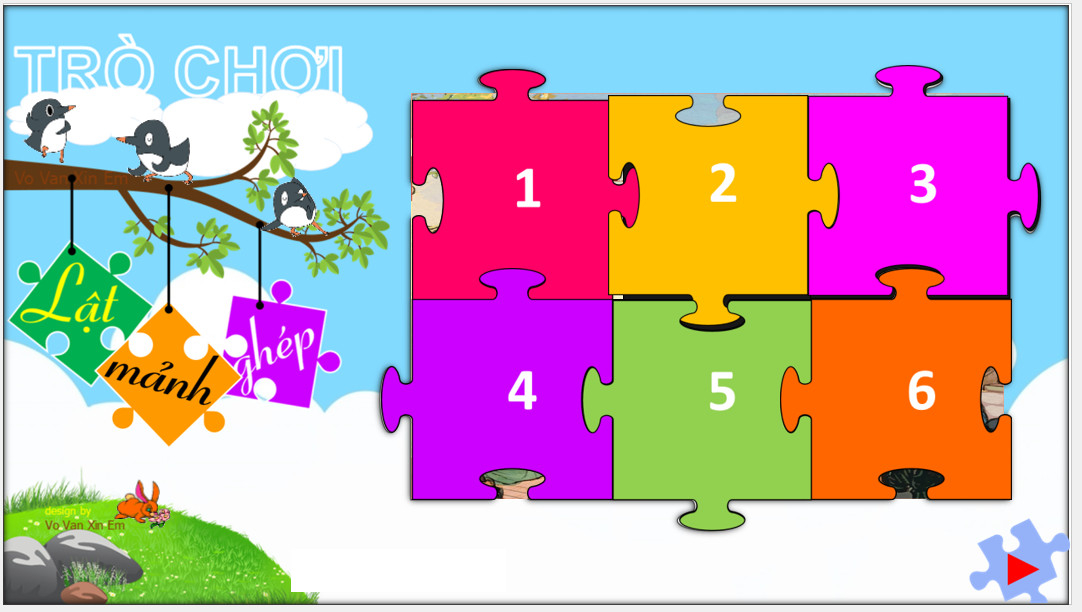 TRÒ CHƠI
Vo Van Xin Em
Lật
mảnh
ghép
1
2
3
4
5
6
design by
Vo Van Xin Em